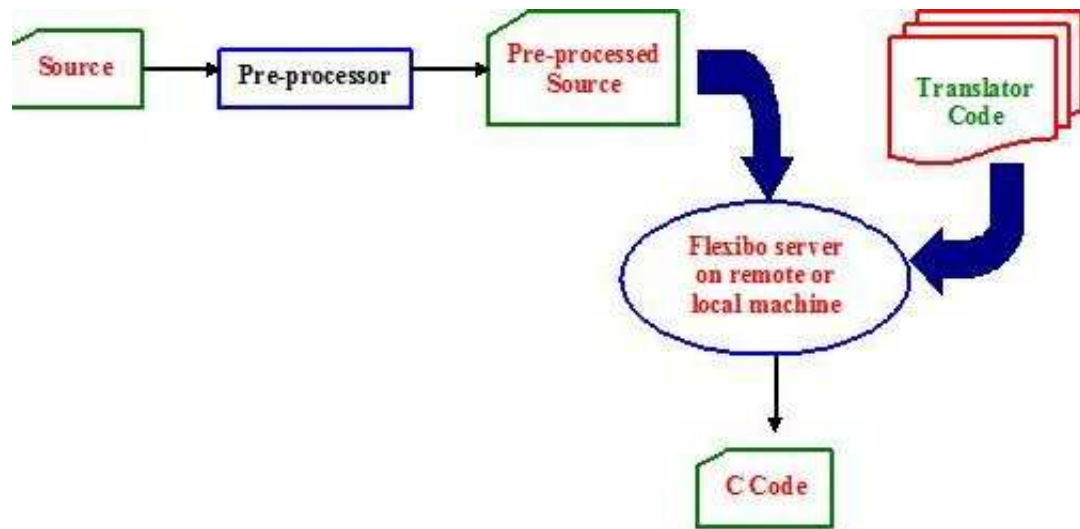 Source
Pre-processor
Pre-processed
Source
Translator
Code
Flexibo server
on remote or
local machine
C Code